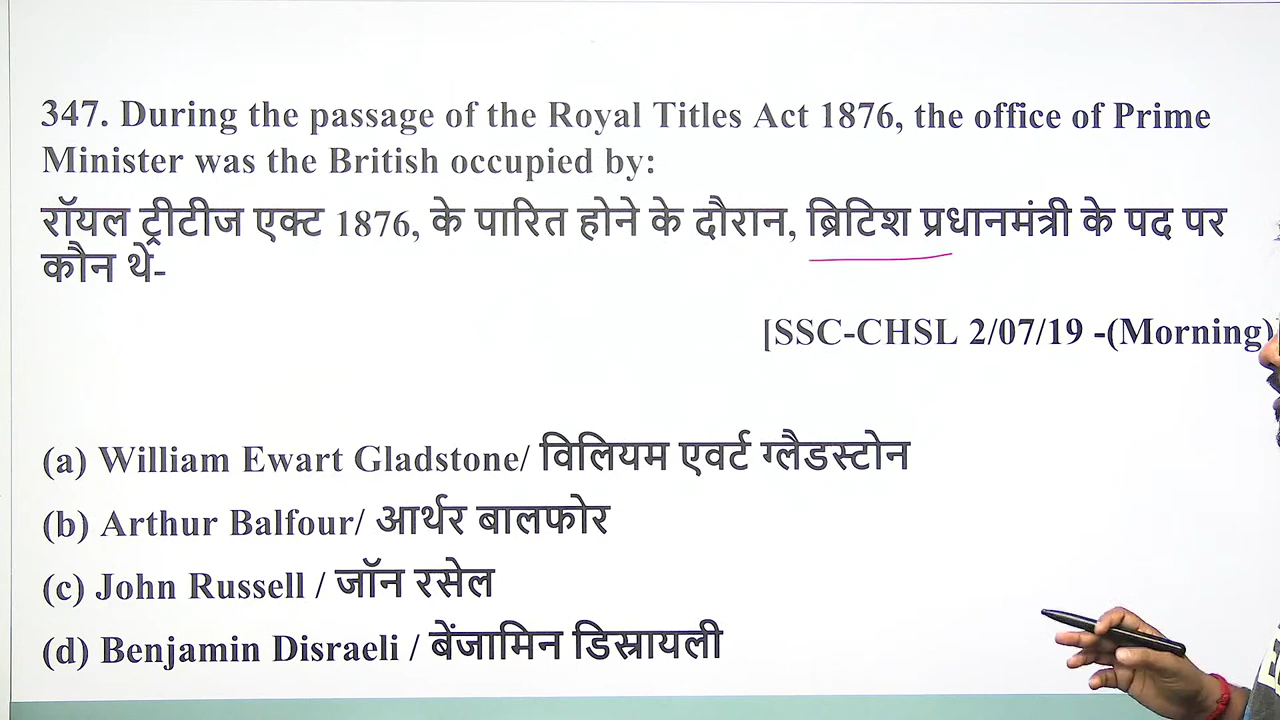 347. During the passage of the Royal Titles Act 1876, the office of Prime
Minister was the British occupied by:
रॉयल ट्रीटीज एक्ट 1876, के पारित होने के दौरान, ब्रिटिश प्रधानमंत्री के पद पर
कौन थे-
[SSC-CHSL 2/07/19 -(Morning)
(a) William Ewart Gladstone/ विलियम एवर्ट ग्लैडस्टोन
(b) Arthur Balfour/ आर्थर बालफोर
(c) John Russell / जॉन रसेल
(d) Benjamin Disraeli / बेंजामिन डिस्रायली